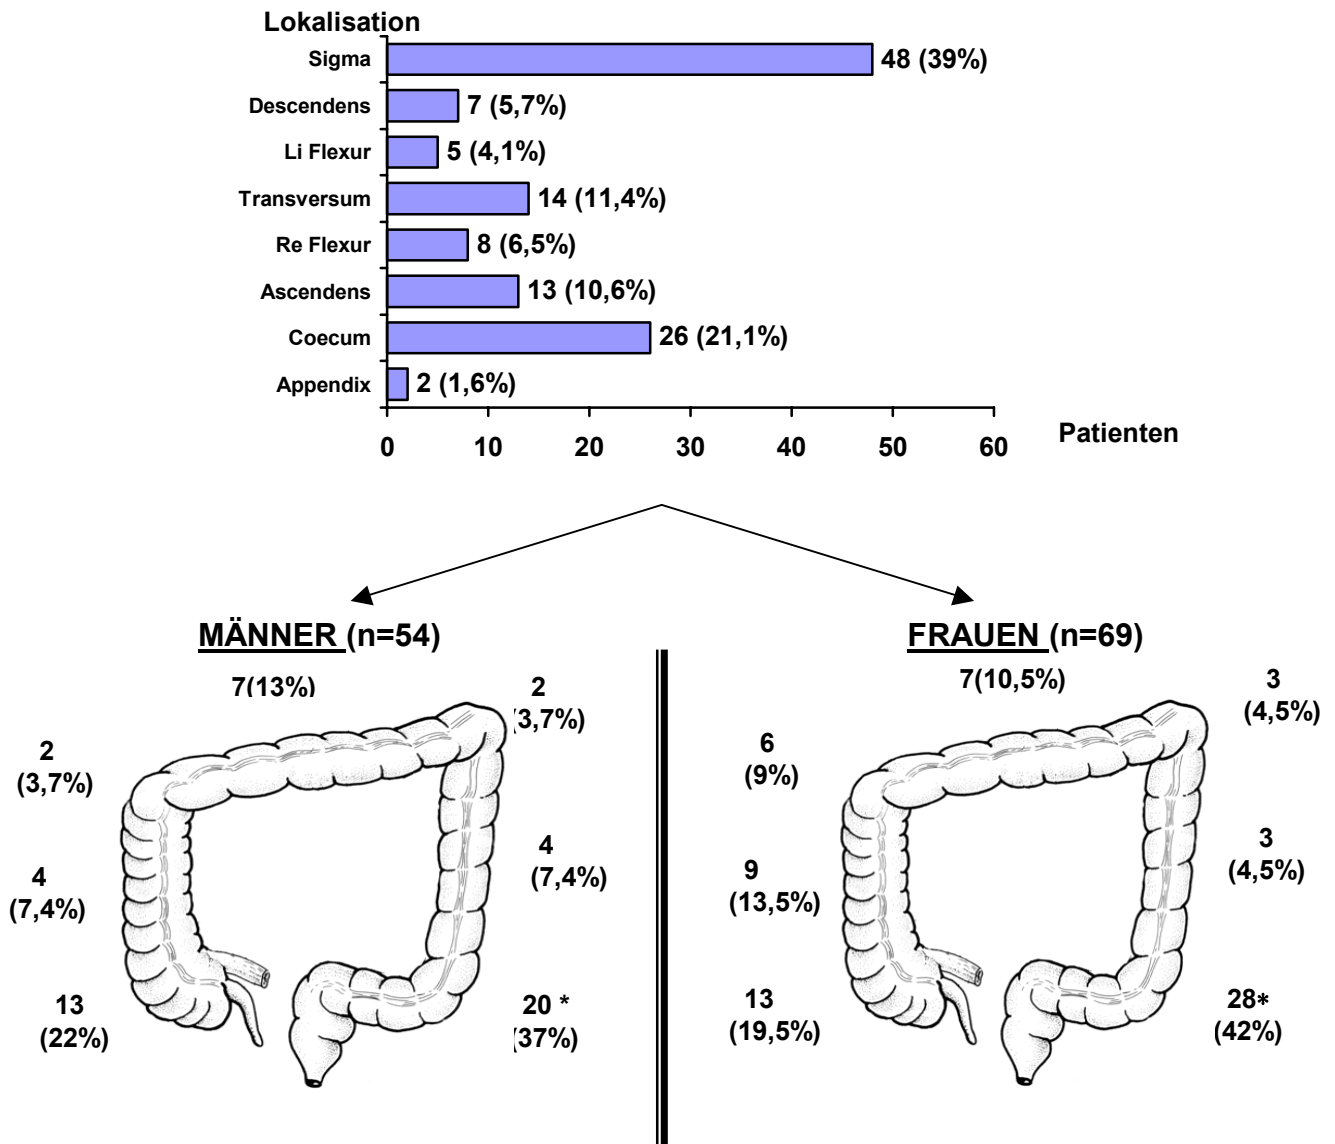 Lokalisation
Sigma
48 (39%)
Descendens
7 (5,7%)
Li Flexur
5 (4,1%)
Transversum
14 (11,4%)
Re Flexur
8 (6,5%)
Ascendens
13 (10,6%)
Coecum
26 (21,1%)
Appendix
2 (1,6%)
0 10 20 30 40 50 60
Patienten
MÄNNER (n=54)
7(13%)
2
(3,7%)
2
(3,7%)
4
(7,4%)
4
(7,4%)
13
(22%)
20 *
(37%)
FRAUEN (n=69)
7(10,5%)
3
(4,5%)
6
(9%)
3
(4,5%)
9
(13,5%)
13
(19,5%)
28*
(42%)